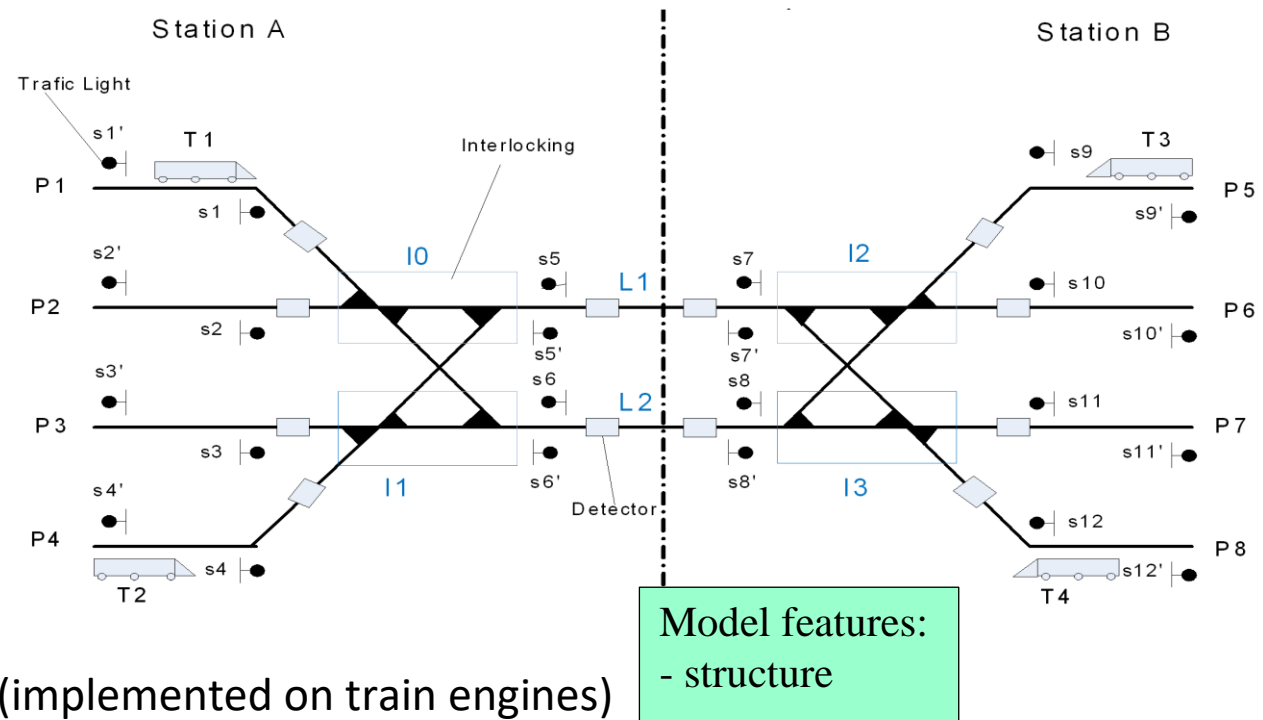 Station A
Station B
Trafic Light
s1'
T1
Interlocking
s9
T3
P1
P5
s1
s9'
s2'
I0
s5
L1
s7
I2
s10
P2
P6
s2
s5'
s7'
s10'
s3'
s6
L2
s8
s11
P3
P7
s3
s6'
s8'
s11'
s4'
I1
Detector
I3
s12
P4
P8
s4
s12'
T2
T4
Model features:
- structure
(implemented on train engines)